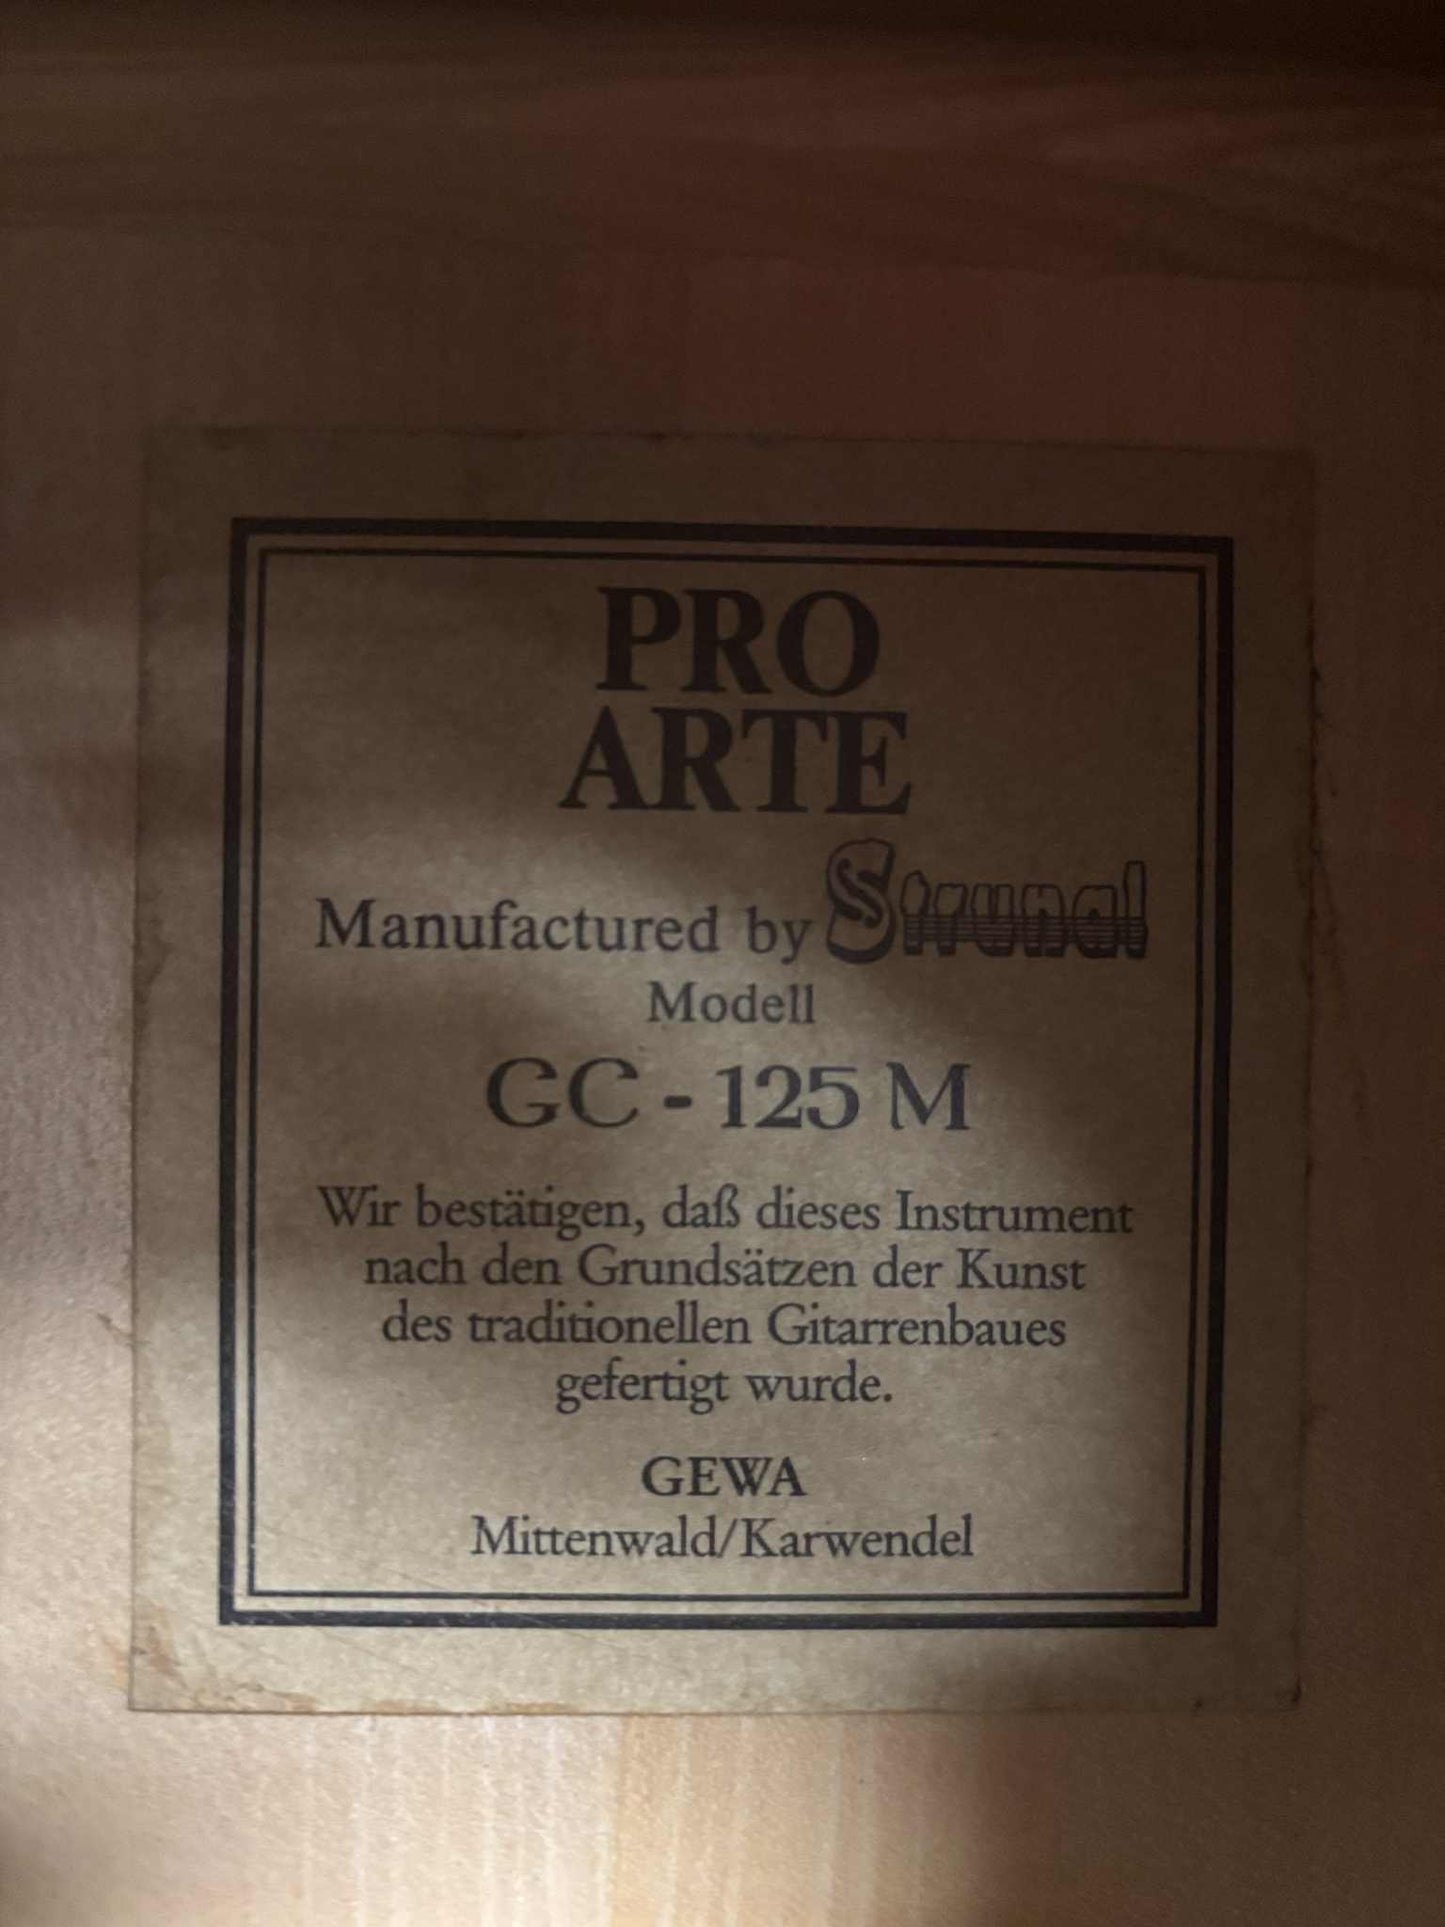 PRO
ARTE
Manufactured by Strunal
Modell
GC - 125 M
Wir bestätigen, daß dieses Instrument
nach den Grundsätzen der Kunst
des traditionellen Gitarrenbaues
gefertigt wurde.
GEWA
Mittenwald/Karwendel